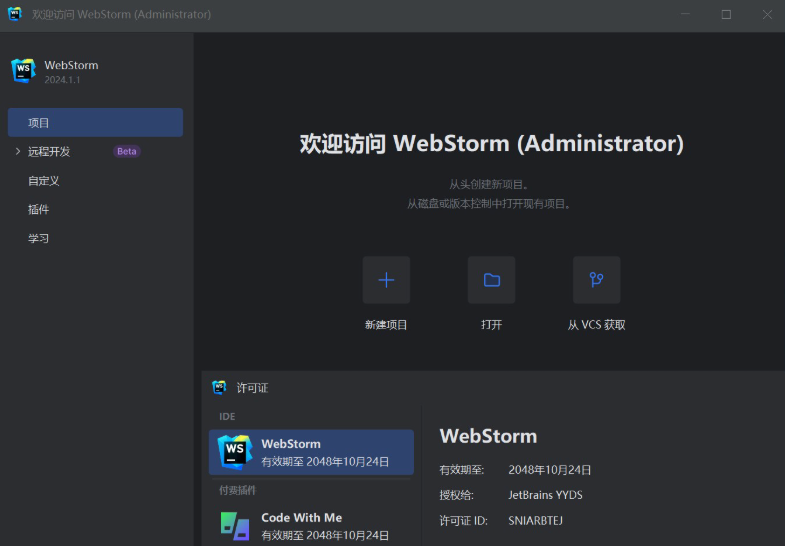 欢迎访问 WebStorm (Administrator)
WS
WebStorm
2024.1.1
项目
远程开发 Beta
自定义
插件
学习
欢迎访问 WebStorm (Administrator)
从头创建新项目。
从磁盘或版本控制中打开现有项目。
新建项目
打开
从 VCS 获取
许可证
IDE
WS
WebStorm
有效期至 2048年10月24日
付费插件
Code With Me
有效期至 2048年10月24日
WebStorm
有效期至: 2048年10月24日
授权给: JetBrains YYDS
许可证 ID: SNIARBTEJ